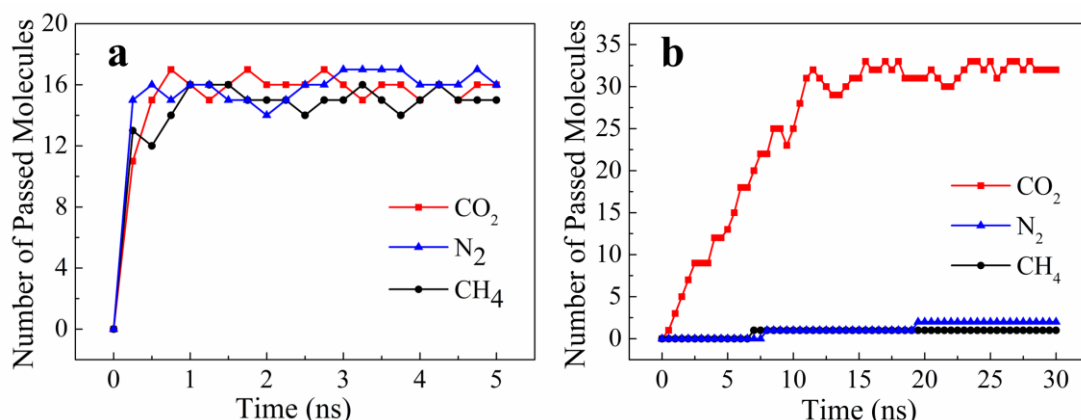 a
Number of Passed Molecules
20
16
12
8
4
0
CO₂
N₂
CH₄
0 1 2 3 4 5
Time (ns)
b
Number of Passed Molecules
35
30
25
20
15
10
5
0
CO₂
N₂
CH₄
0 5 10 15 20 25 30
Time (ns)